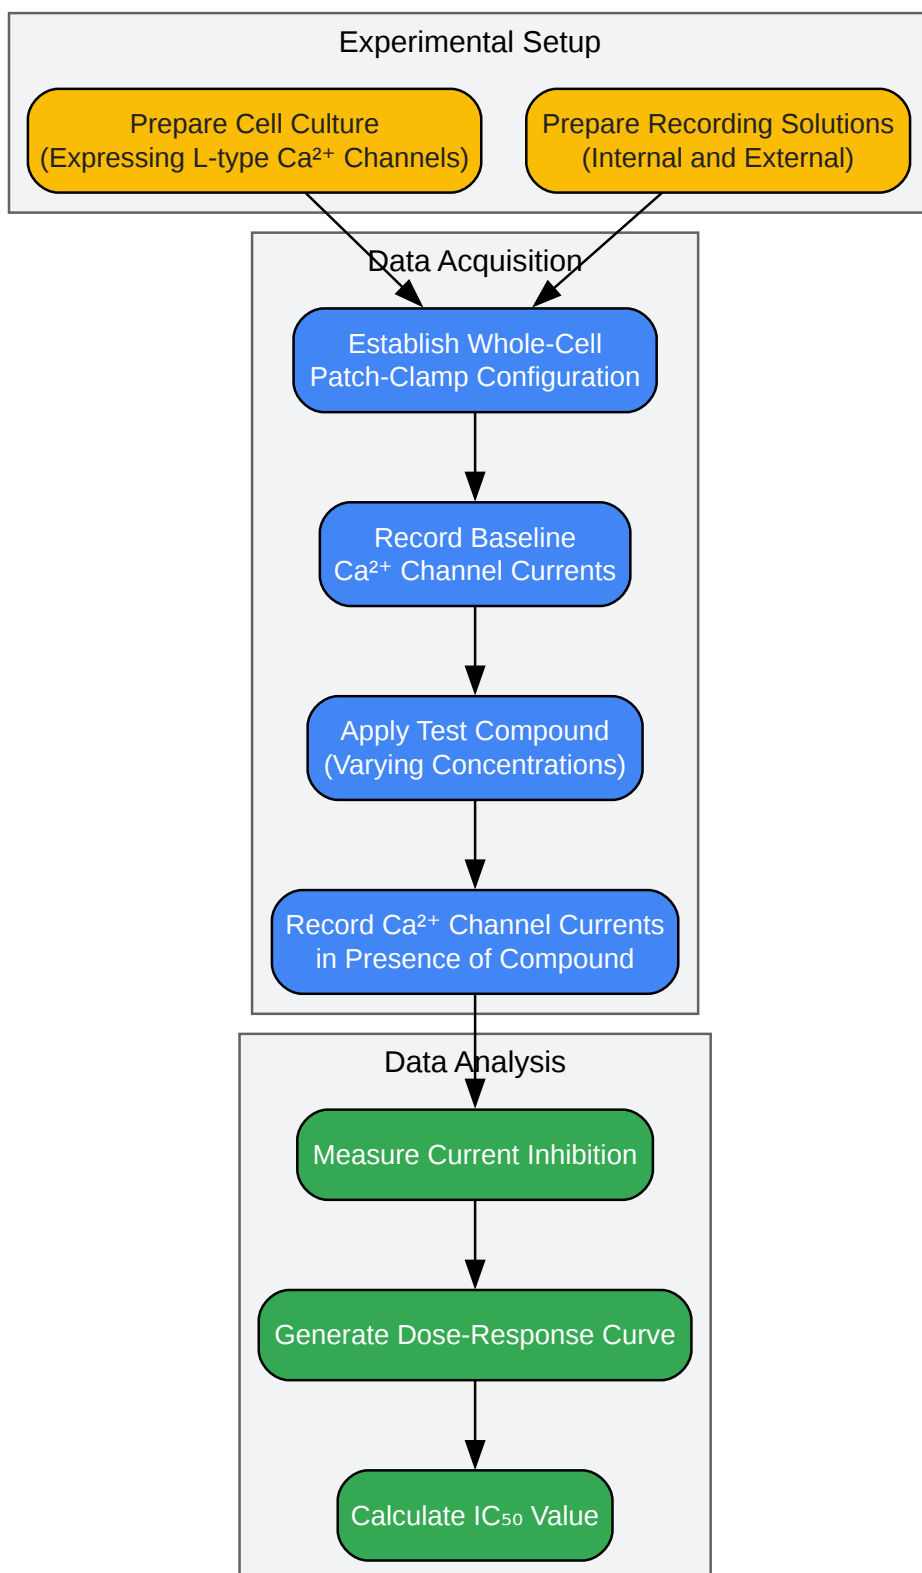 Experimental Setup
Prepare Cell Culture
(Expressing L-type Ca²⁺ Channels)
Prepare Recording Solutions
(Internal and External)
Data Acquisition
Establish Whole-Cell
Patch-Clamp Configuration
Record Baseline
Ca²⁺ Channel Currents
Apply Test Compound
(Varying Concentrations)
Record Ca²⁺ Channel Currents
in Presence of Compound
Data Analysis
Measure Current Inhibition
Generate Dose-Response Curve
Calculate IC₅₀ Value